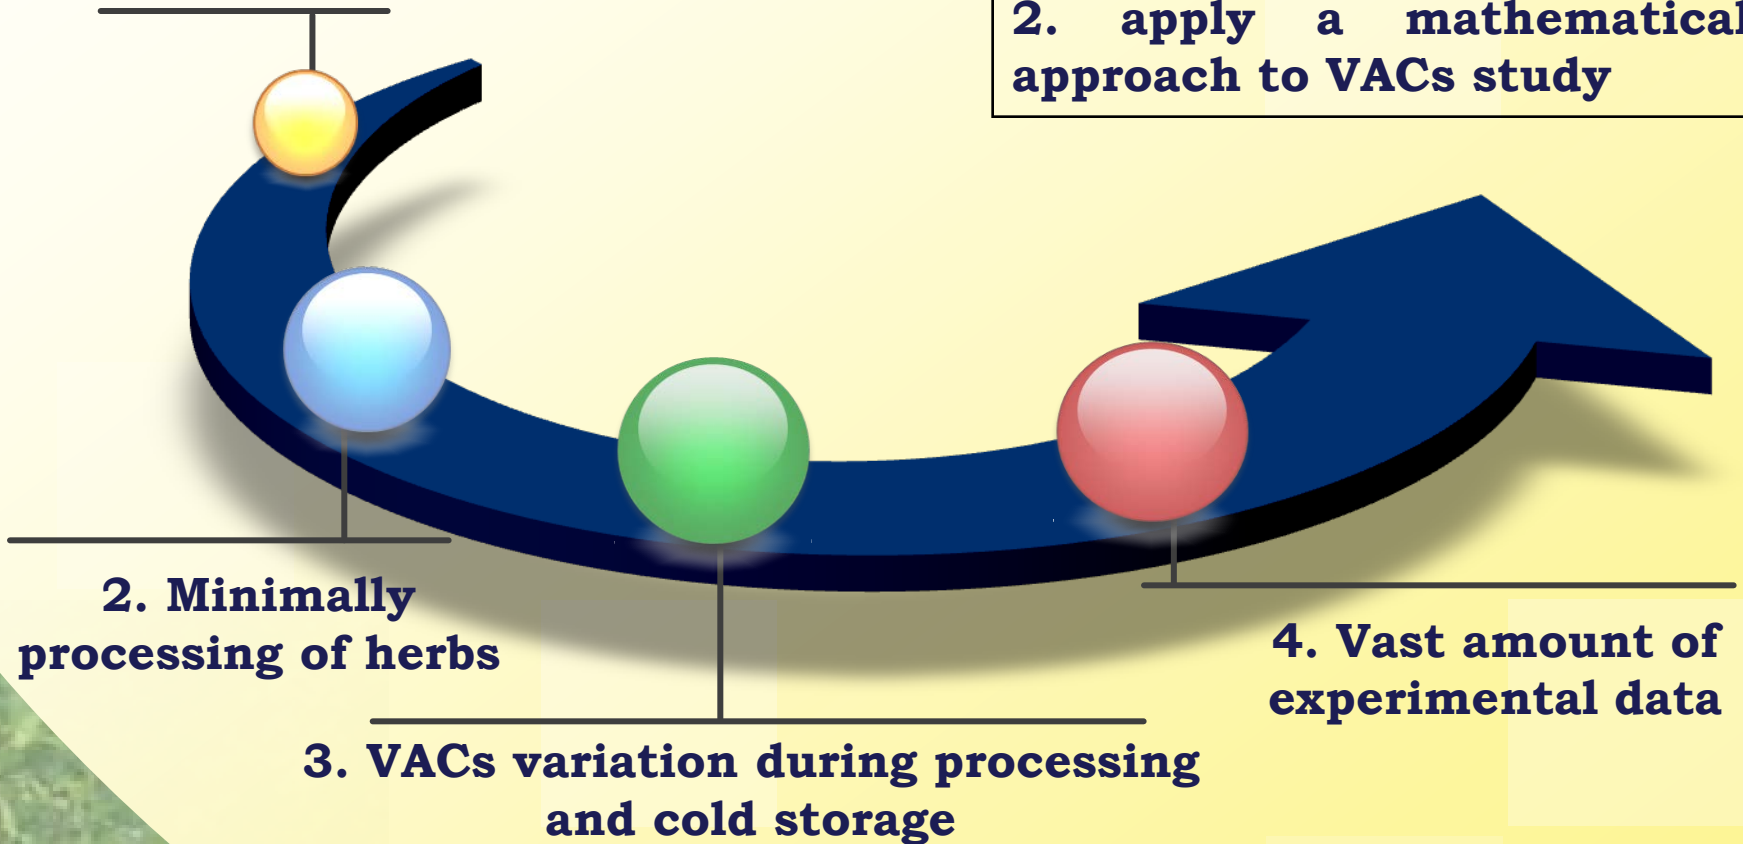 2. apply a mathematical
approach to VACs study
2. Minimally
processing of herbs
3. VACs variation during processing
and cold storage
4. Vast amount of
experimental data